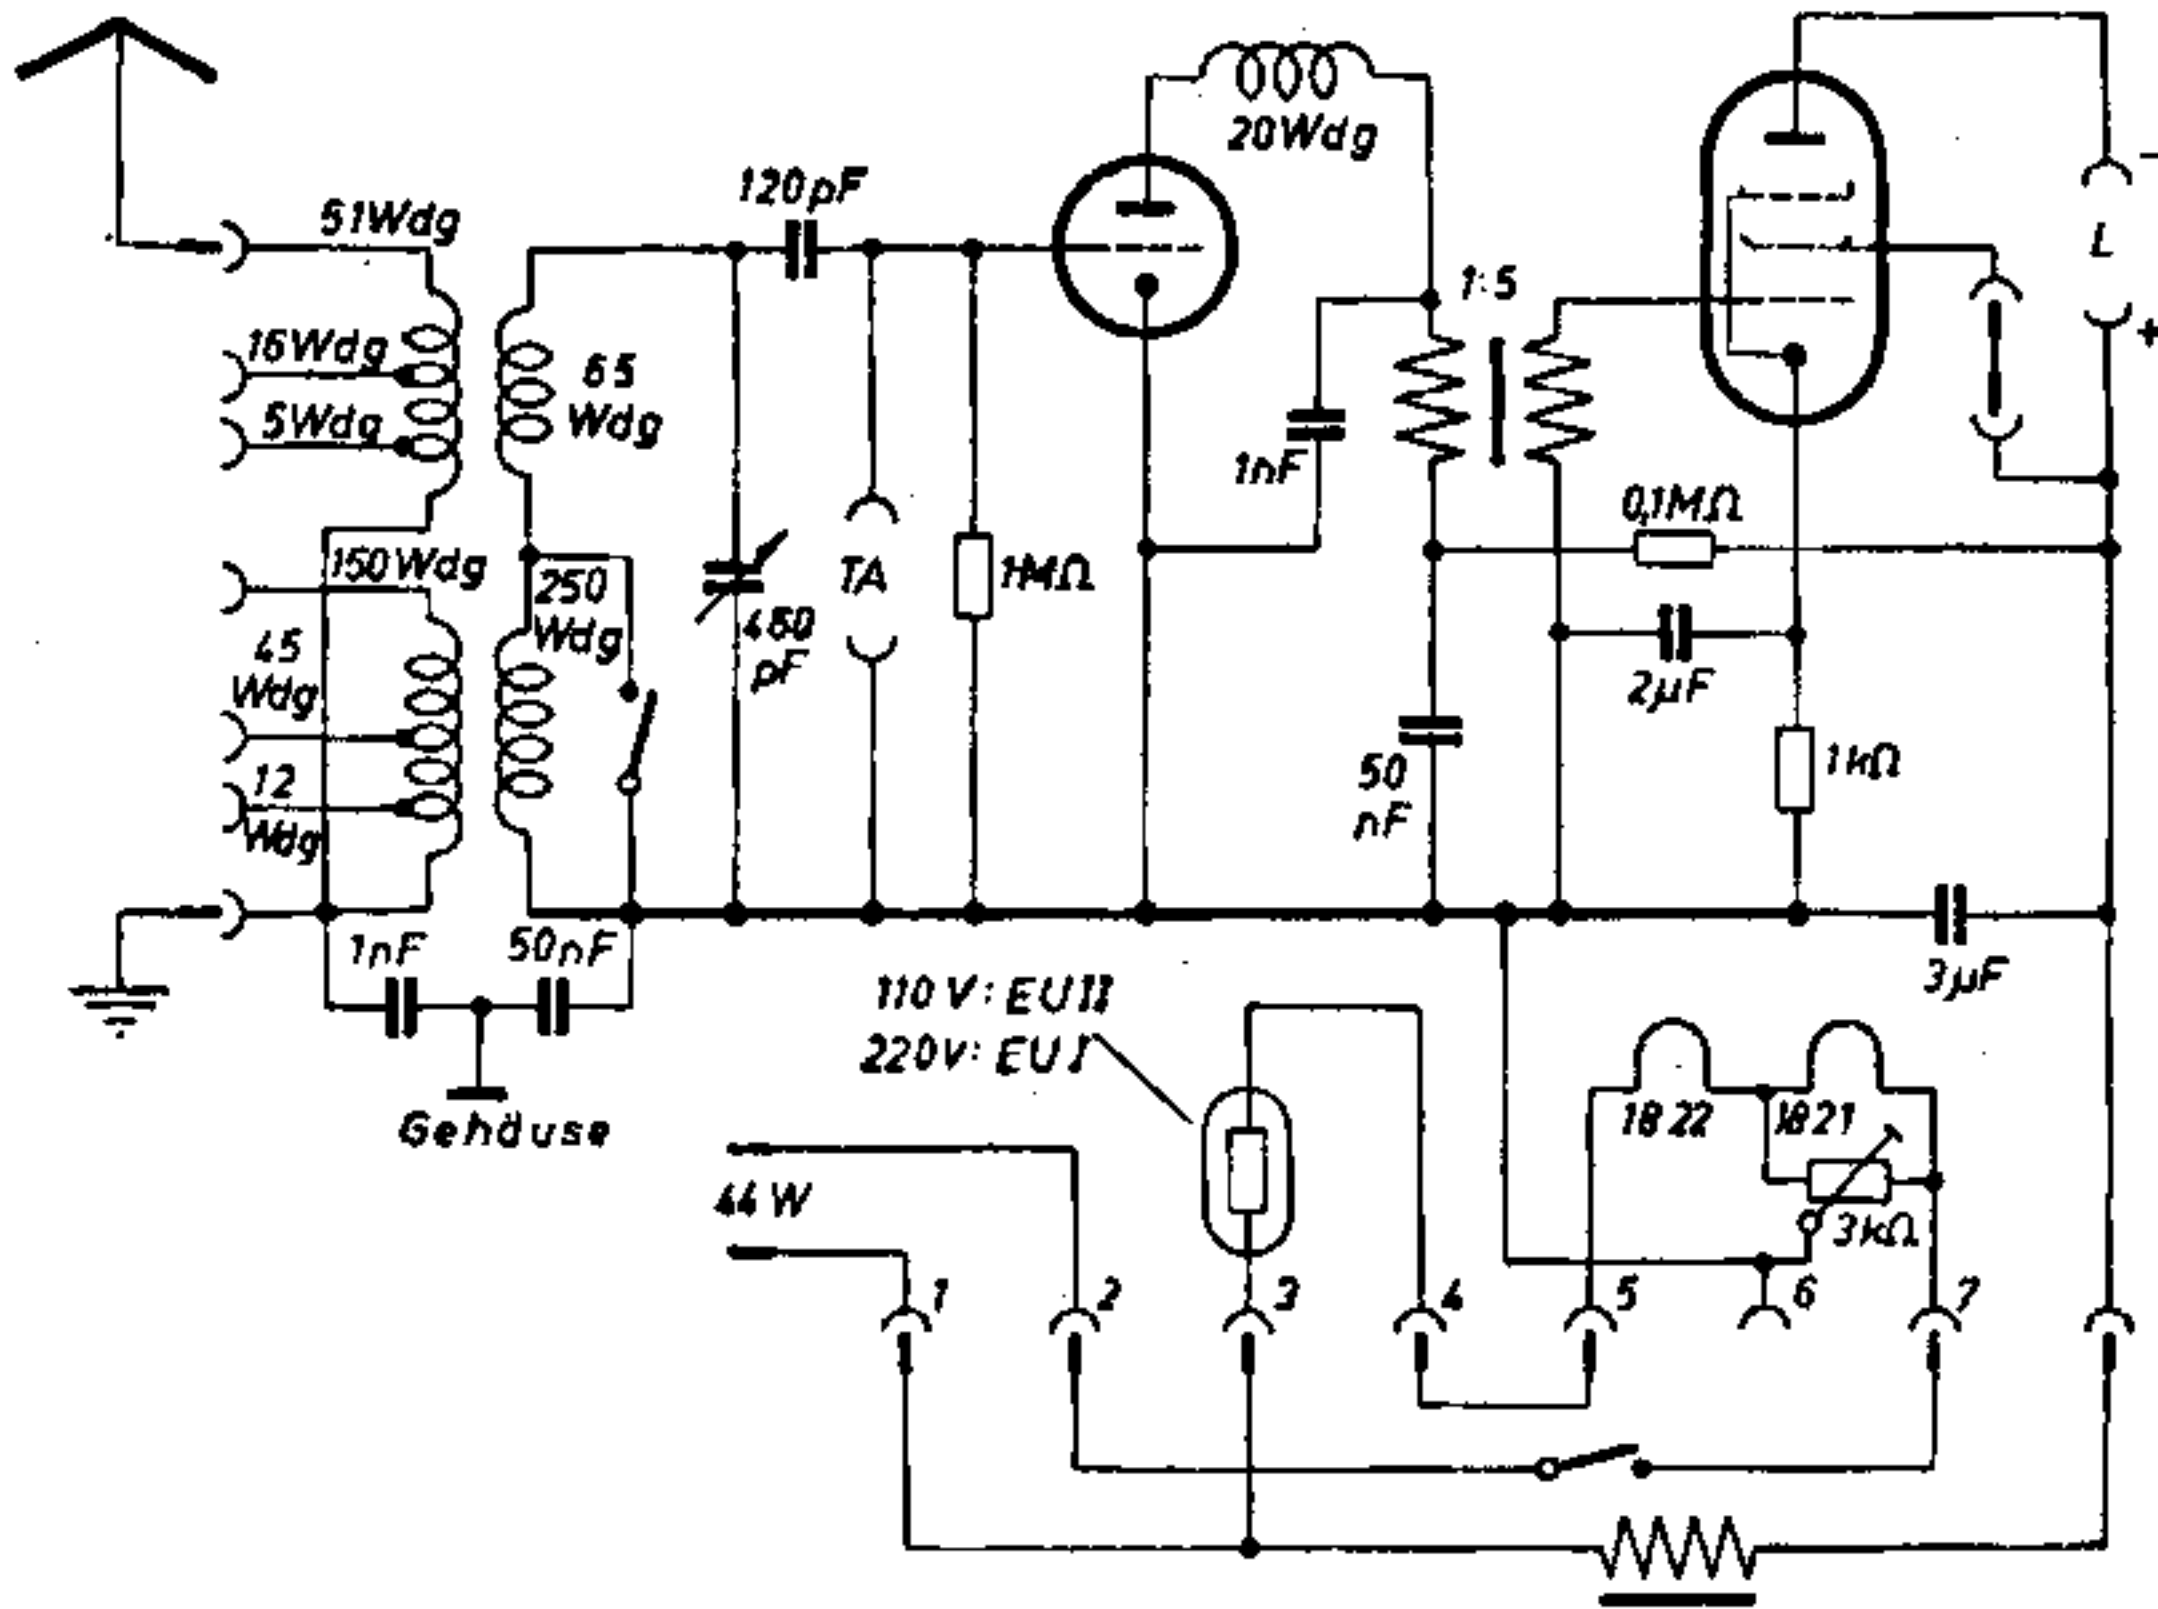 51Wdg
16Wdg
5Wdg
65
Wdg
150Wdg
250
Wdg
45
Wdg
12
Wdg
1nF
50nF
Gehäuse
120pF
480
pF
TA
1MΩ
20Wdg
1nF
1:5
50
nF
0,1MΩ
2µF
1kΩ
3µF
-
L
+
110V: EUII
220V: EUI
44W
1822
1821
3kΩ
1
2
3
4
5
6
7